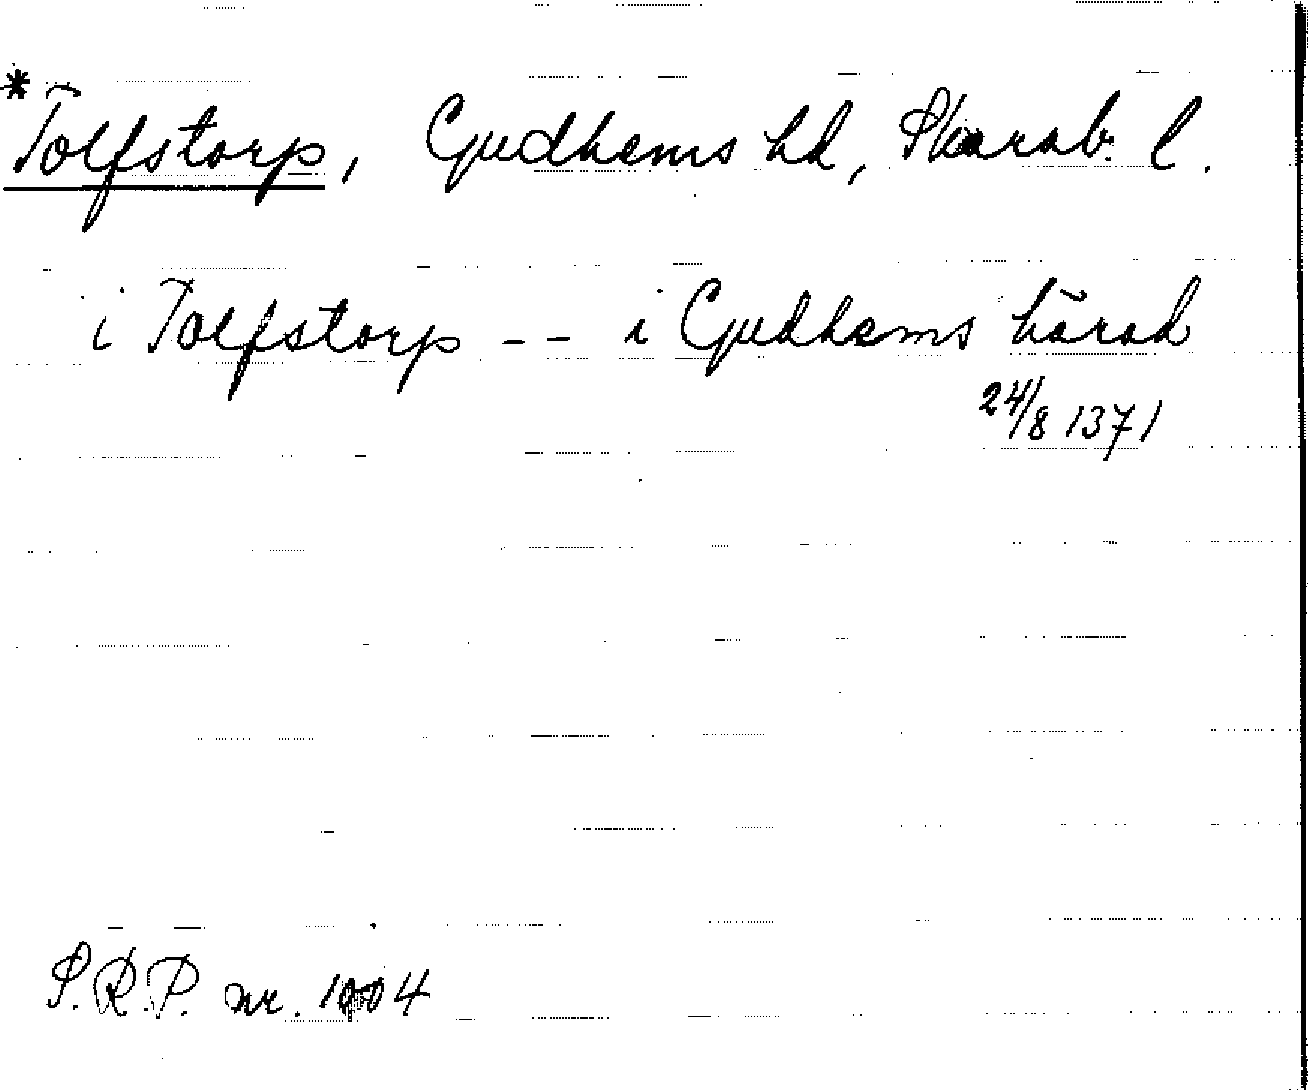 * Tolfstorp, Gudhems hd, Skarab. l.
i Tolfstorp -- i Gudhems härad
24/8 1371
S.R.P. nr. 1004